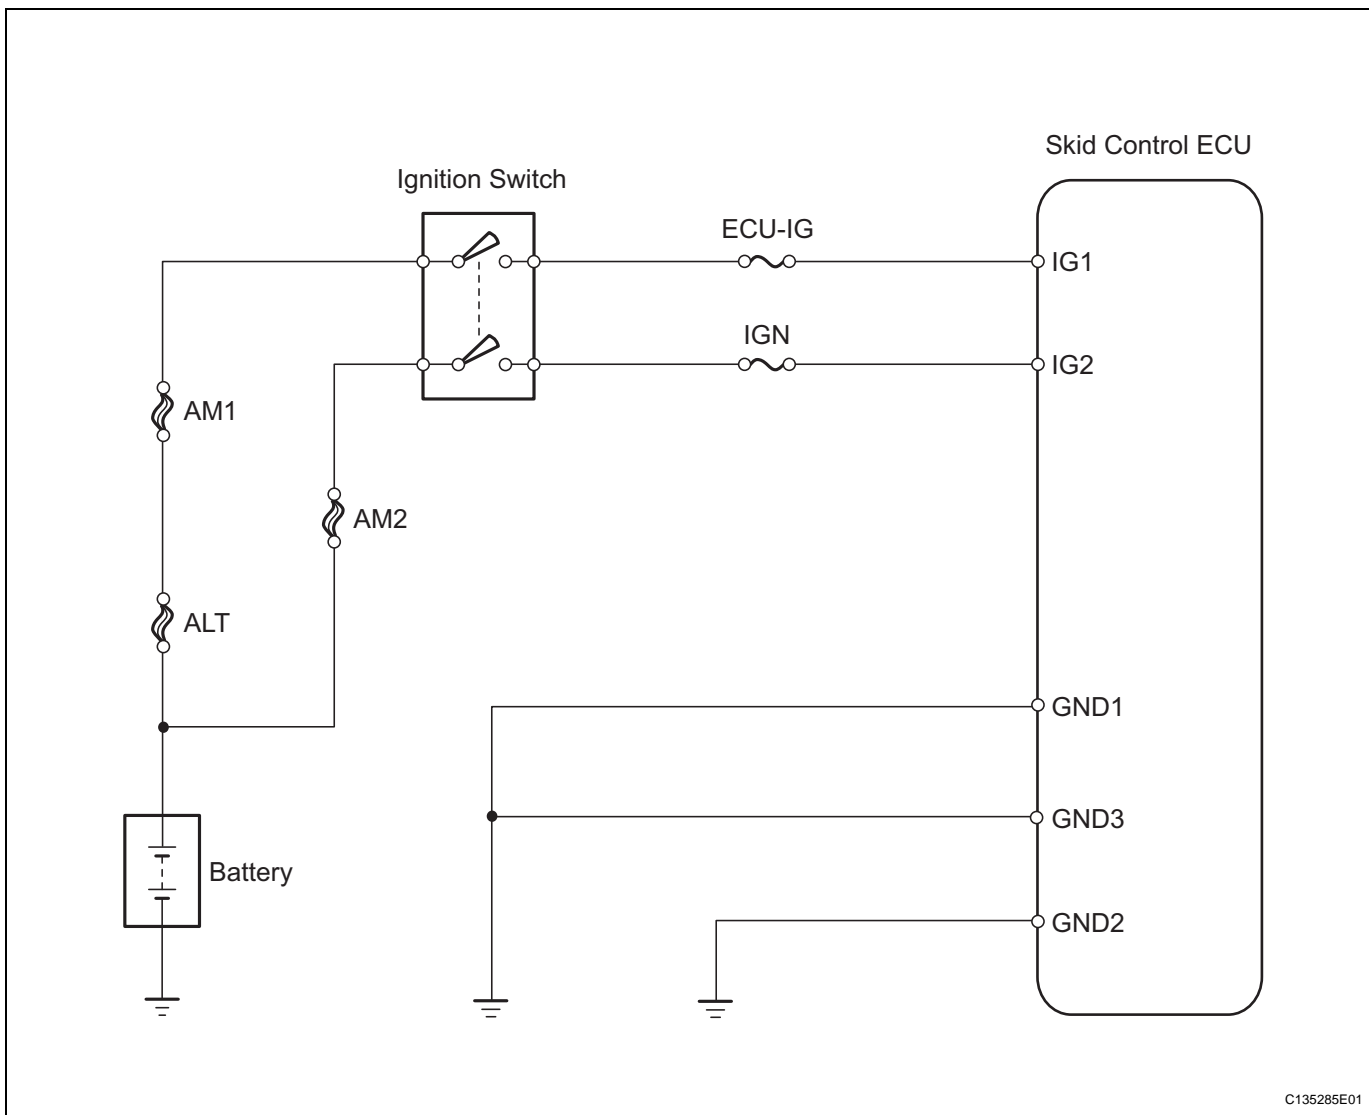 Skid Control ECU
Ignition Switch
ECU-IG
IG1
IGN
IG2
AM1
AM2
ALT
GND1
GND3
Battery
GND2
C135285E01